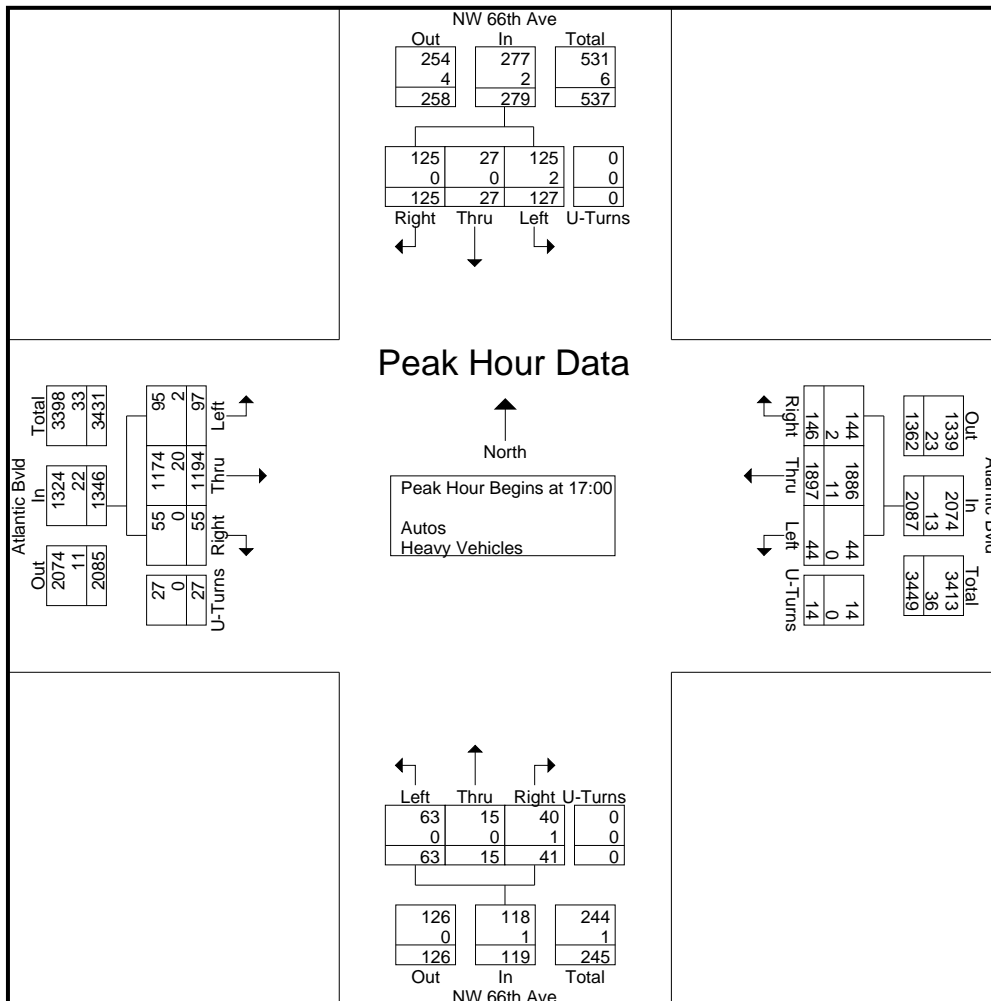 NW 66th Ave
Out In Total
254 277 531
4 2 6
258 279 537
125 27 125 0
0 0 2 0
125 27 127 0
Right Thru Left U-Turns
Peak Hour Data
North
Peak Hour Begins at 17:00
Autos
Heavy Vehicles
Atlantic Bvld
Out In Total
2074 1324 3398
11 22 33
2085 1346 3431
Left Thru Right U-Turns
95 1174 55 27
2 20 0 0
97 1194 55 27
Right Thru Left U-Turns
144 1886 44 14
2 11 0 0
146 1897 44 14
Out In Total
1339 2074 3413
23 13 36
1362 2087 3449
Atlantic Bvld
Left Thru Right U-Turns
63 15 40 0
0 0 1 0
63 15 41 0
126 118 244
0 1 1
126 119 245
Out In Total
NW 66th Ave